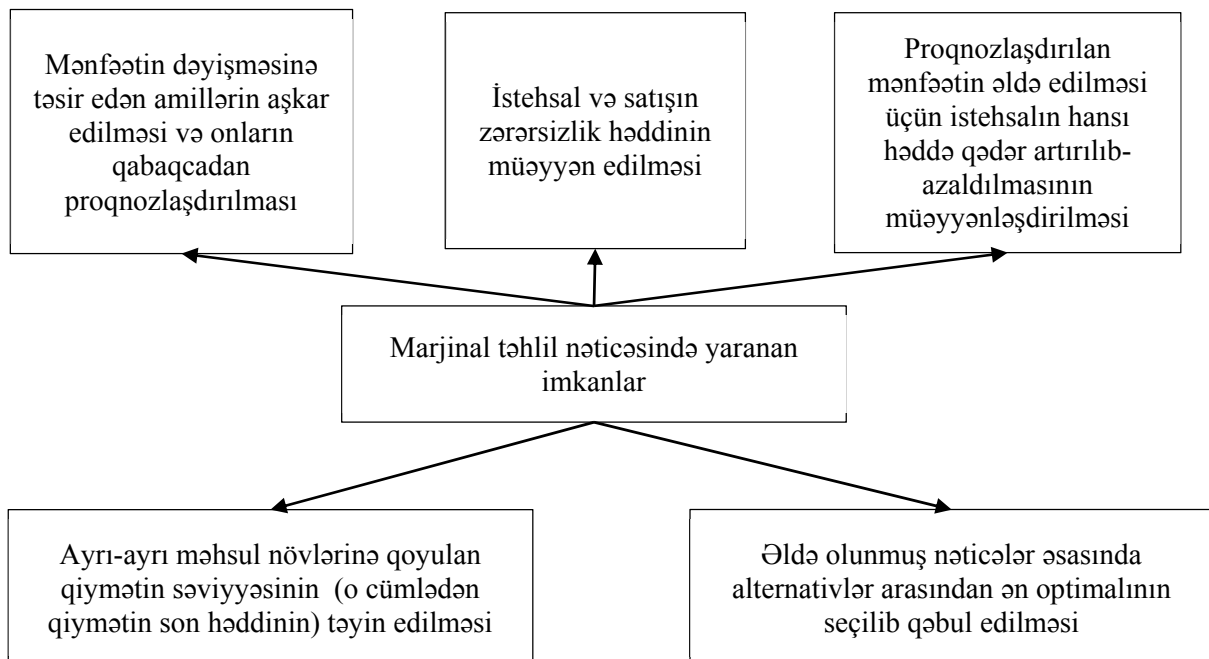 Mənfəətin dəyişməsinə
təsir edən amillərin aşkar
edilməsi və onların
qabaqcadan
proqnozlaşdırılması
İstehsal və satışın
zərərsizlik həddinin
müəyyən edilməsi
Proqnozlaşdırılan
mənfəətin əldə edilməsi
üçün istehsalın hansı
həddə qədər artırılıb-
azaldılmasının
müəyyənləşdirilməsi
Marjinal təhlil nəticəsində yaranan
imkanlar
Ayrı-ayrı məhsul növlərinə qoyulan
qiymətin səviyyəsinin (o cümlədən
qiymətin son həddinin) təyin edilməsi
Əldə olunmuş nəticələr əsasında
alternativlər arasından ən optimalının
seçilib qəbul edilməsi